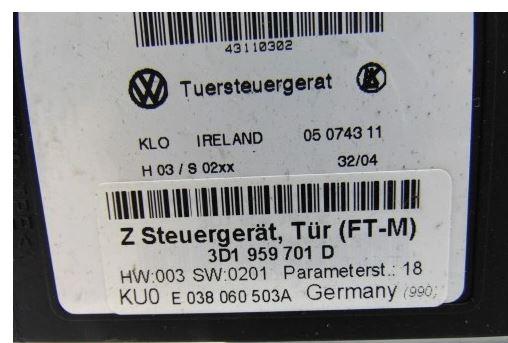 43110302
Tuersteuergerat
KLO IRELAND 05 0743 11
H 03 / S 02xx 32/04
Z Steuergerät, Tür (FT-M)
3D1 959 701 D
HW:003 SW:0201 Parameterst.: 18
KU0 E 038 060 503A Germany (990)